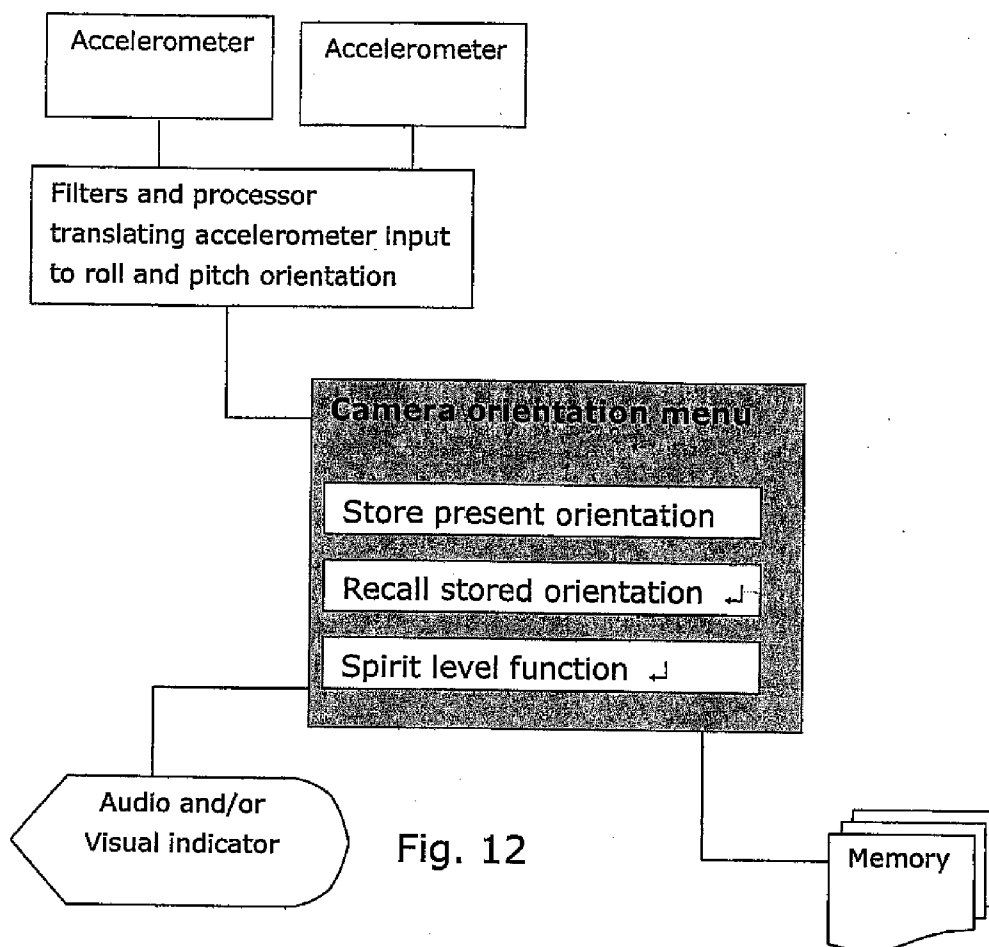 Accelerometer
Accelerometer
Filters and processor
translating accelerometer input
to roll and pitch orientation
Camera orientation menu
Store present orientation
Recall stored orientation ↵
Spirit level function ↵
Audio and/or
Visual indicator
Fig. 12
Memory